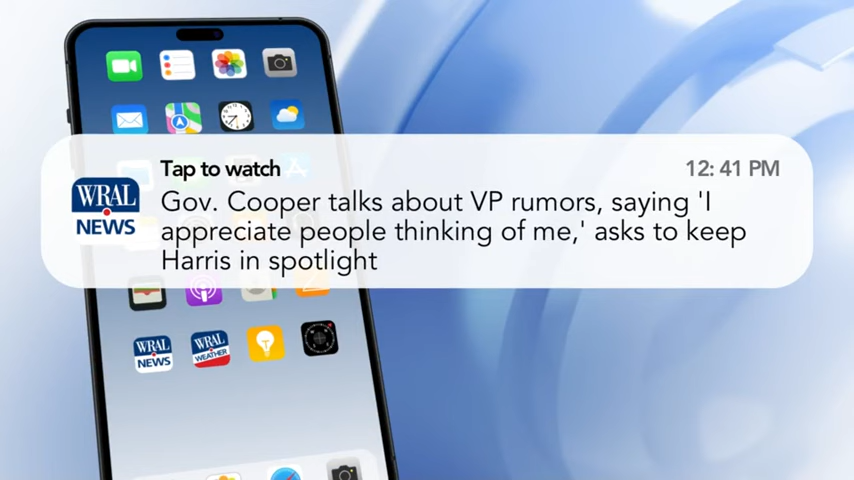 Tap to watch
12: 41 PM
WRAL
NEWS
Gov. Cooper talks about VP rumors, saying 'I
appreciate people thinking of me,' asks to keep
Harris in spotlight
WRAL
NEWS
WRAL
WEATHER